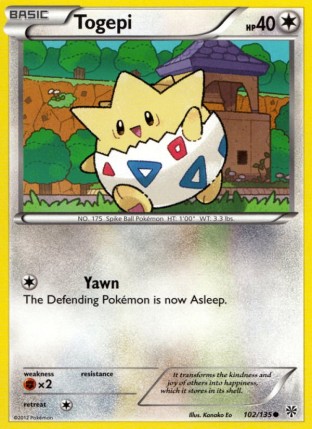 BASIC
Togepi
HP40
NO. 175 Spike Ball Pokémon HT: 1'00" WT: 3.3 lbs.
Yawn
The Defending Pokémon is now Asleep.
weakness
resistance
×2
retreat
It transforms the kindness and
joy of others into happiness,
which it stores in its shell.
©2012 Pokémon
Illus. Kanako Eo
102/135